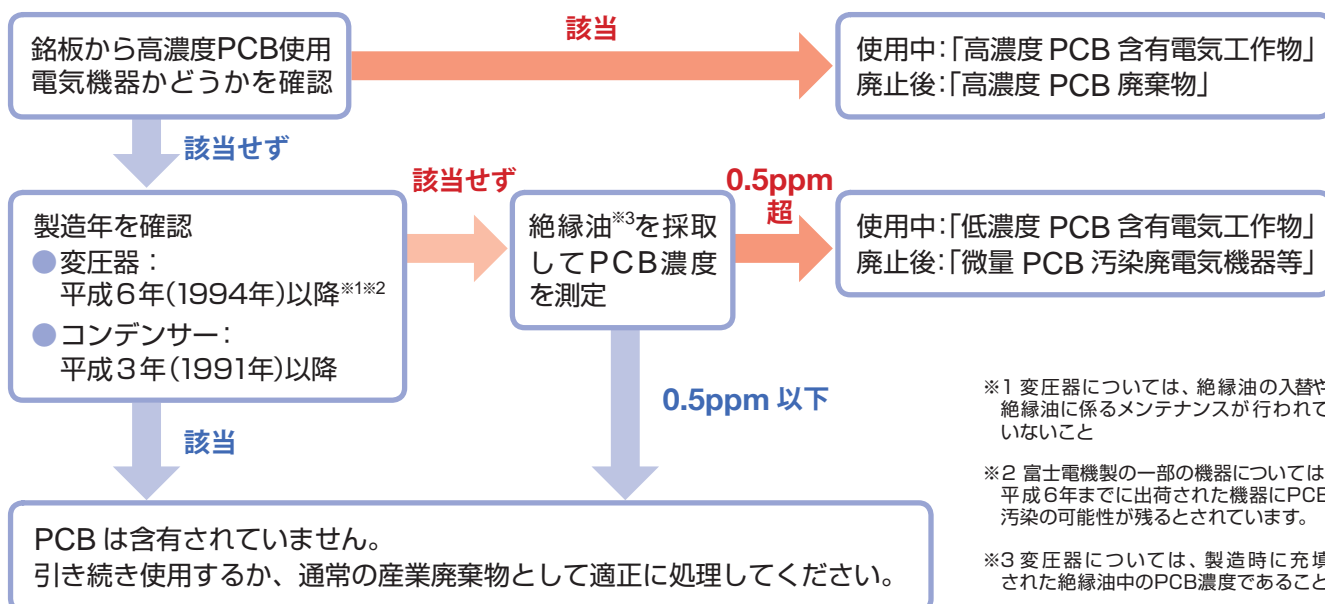 銘板から高濃度PCB使用
電気機器かどうかを確認
該当
使用中:「高濃度 PCB 含有電気工作物」
廃止後:「高濃度 PCB 廃棄物」
該当せず
製造年を確認
●変圧器：
平成6年(1994年)以降※1※2
●コンデンサー：
平成3年(1991年)以降
該当せず
絶縁油※3を採取
してPCB濃度
を測定
0.5ppm
超
使用中:「低濃度 PCB 含有電気工作物」
廃止後:「微量 PCB 汚染廃電気機器等」
該当
0.5ppm 以下
PCB は含有されていません。
引き続き使用するか、通常の産業廃棄物として適正に処理してください。
※1 変圧器については、絶縁油の入替や
絶縁油に係るメンテナンスが行われて
いないこと
※2 富士電機製の一部の機器については
平成6年までに出荷された機器にPCB
汚染の可能性が残るとされています。
※3 変圧器については、製造時に充填
された絶縁油中のPCB濃度であること